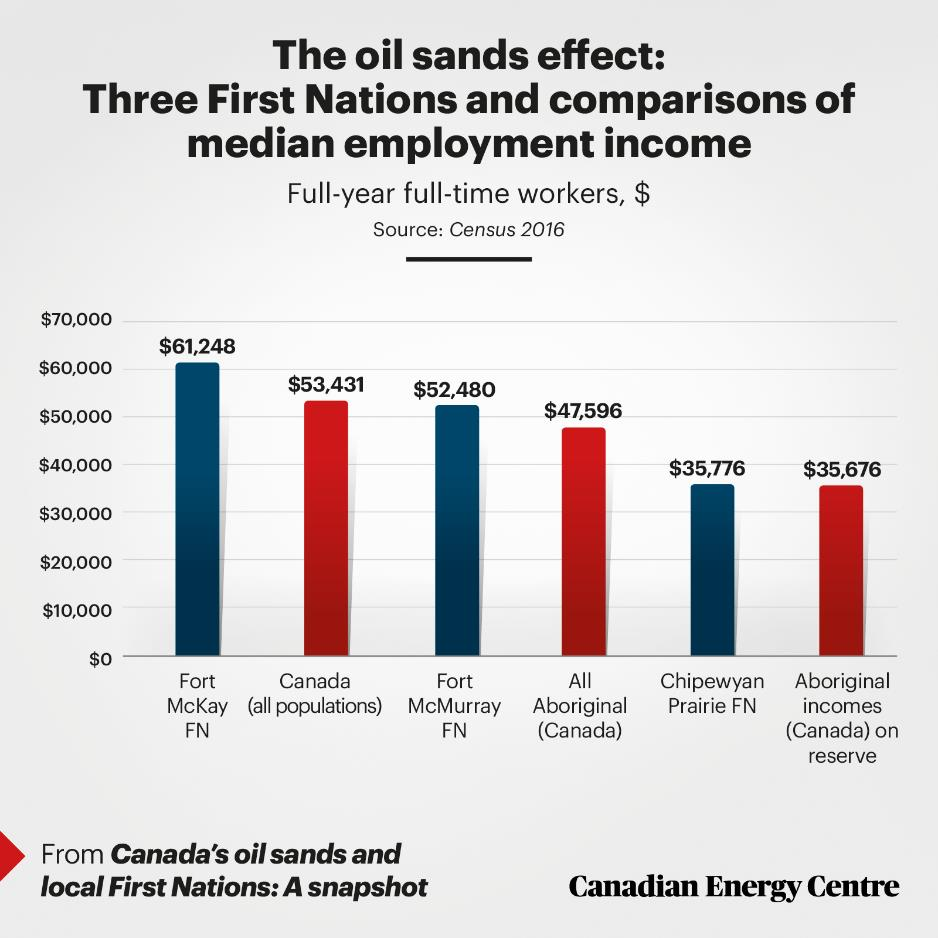 The oil sands effect:
Three First Nations and comparisons of
median employment income
Full-year full-time workers, $
Source: Census 2016
$70,000
$60,000
$50,000
$40,000
$30,000
$20,000
$10,000
$0
$61,248
$53,431
$52,480
$47,596
$35,776
$35,676
Fort
McKay
FN
Canada
(all populations)
Fort
McMurray
FN
All
Aboriginal
(Canada)
Chipewyan
Prairie FN
Aboriginal
incomes
(Canada) on
reserve
From Canada's oil sands and
local First Nations: A snapshot
Canadian Energy Centre